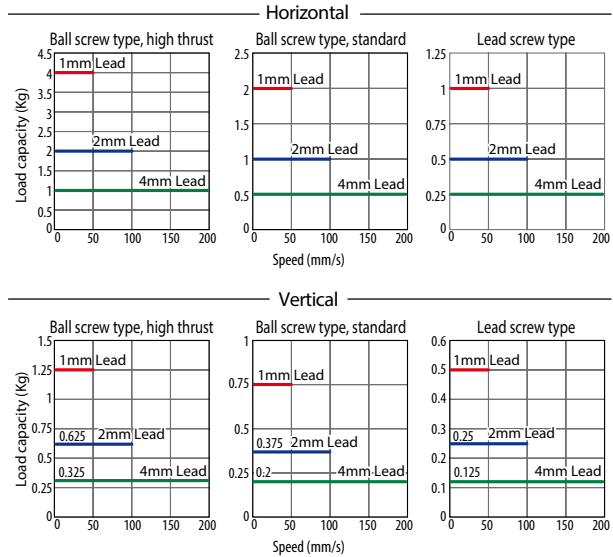 Horizontal
Ball screw type, high thrust
Ball screw type, standard
Lead screw type
Load capacity (Kg)
4.5
4
3.5
3
2.5
2
1.5
1
0.5
0
1mm Lead
2mm Lead
4mm Lead
0 50 100 150 200
2.5
2
1.5
1
0.5
0
1mm Lead
2mm Lead
4mm Lead
0 50 100 150 200
1.25
1
0.75
0.5
0.25
0
1mm Lead
2mm Lead
4mm Lead
0 50 100 150 200
Speed (mm/s)
Vertical
Ball screw type, high thrust
Ball screw type, standard
Lead screw type
Load capacity (Kg)
1.5
1.25
1
0.75
0.5
0.25
0
1mm Lead
0.625 2mm Lead
0.325 4mm Lead
0 50 100 150 200
1
0.75
0.5
0.25
0
1mm Lead
0.375 2mm Lead
0.2 4mm Lead
0 50 100 150 200
0.6
0.5
0.4
0.3
0.2
0.1
0
1mm Lead
0.25 2mm Lead
0.125 4mm Lead
0 50 100 150 200
Speed (mm/s)